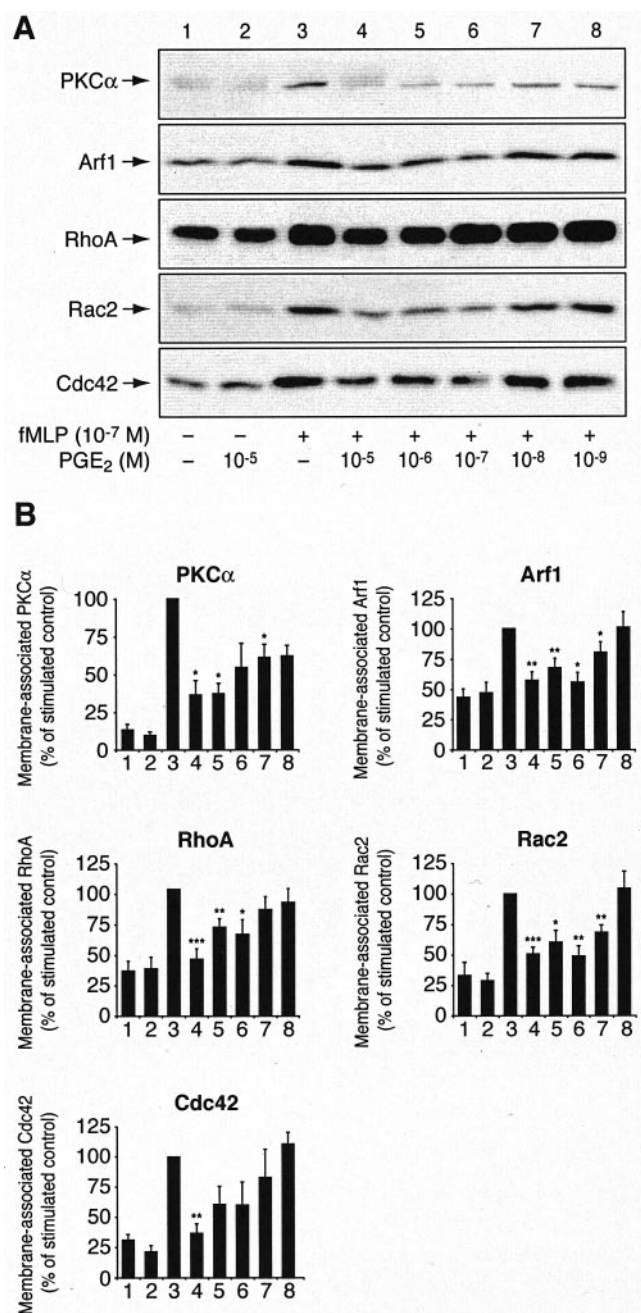 A
1 2 3 4 5 6 7 8
PKCα
Arf1
RhoA
Rac2
Cdc42
fMLP (10-7 M) – – + + + + + +
PGE2 (M) – 10-5 – 10-5 10-6 10-7 10-8 10-9
B
PKCα
Membrane-associated PKCα
(% of stimulated control)
100
75
50
25
0
* * *
1 2 3 4 5 6 7 8
Arf1
Membrane-associated Arf1
(% of stimulated control)
125
100
75
50
25
0
** ** * *
1 2 3 4 5 6 7 8
RhoA
Membrane-associated RhoA
(% of stimulated control)
125
100
75
50
25
0
*** ** *
1 2 3 4 5 6 7 8
Rac2
Membrane-associated Rac2
(% of stimulated control)
125
100
75
50
25
0
*** * ** **
1 2 3 4 5 6 7 8
Cdc42
Membrane-associated Cdc42
(% of stimulated control)
125
100
75
50
25
0
**
1 2 3 4 5 6 7 8